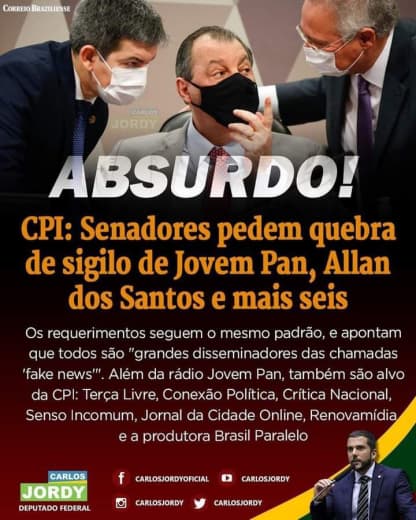 CORREIO BRAZILIENSE
CARLOS
JORDY
ABSURDO!
CPI: Senadores pedem quebra
de sigilo de Jovem Pan, Allan
dos Santos e mais seis
Os requerimentos seguem o mesmo padrão, e apontam
que todos são "grandes disseminadores das chamadas
'fake news'". Além da rádio Jovem Pan, também são alvo
da CPI: Terça Livre, Conexão Política, Crítica Nacional,
Senso Incomum, Jornal da Cidade Online, Renovamídia
e a produtora Brasil Paralelo
CARLOS
JORDY
DEPUTADO FEDERAL
CARLOSJORDYOFICIAL
CARLOSJORDY
CARLOSJORDY
CARLOSJORDY